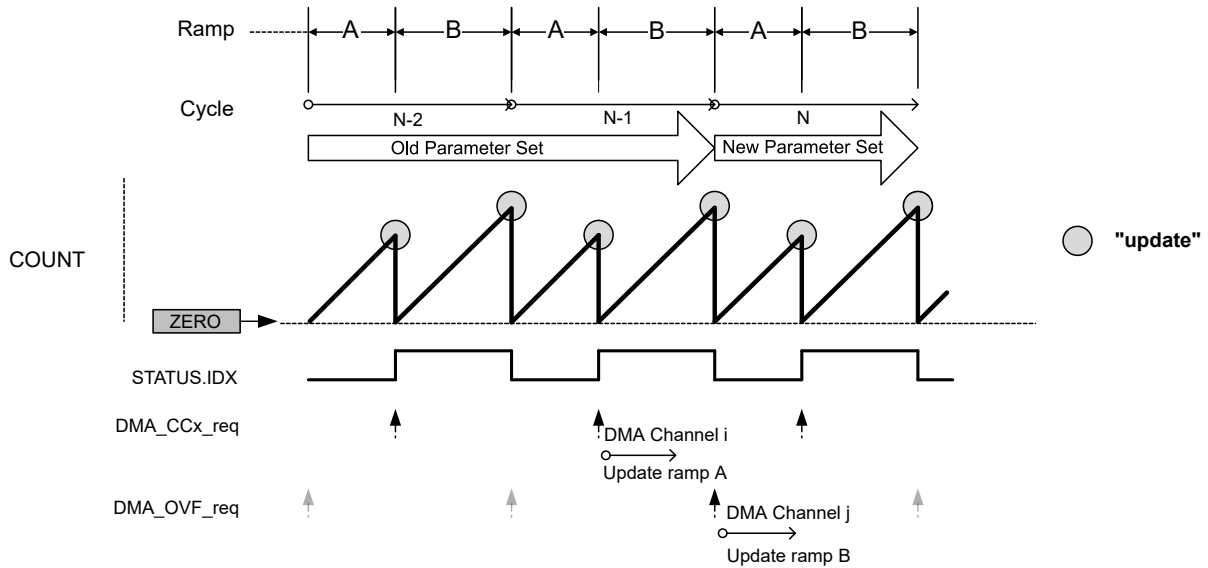 Ramp A B A B A B
Cycle
N-2 N-1 N
Old Parameter Set New Parameter Set
"update"
COUNT
ZERO
STATUS.IDX
DMA_CCx_req
DMA Channel i
Update ramp A
DMA_OVF_req
DMA Channel j
Update ramp B